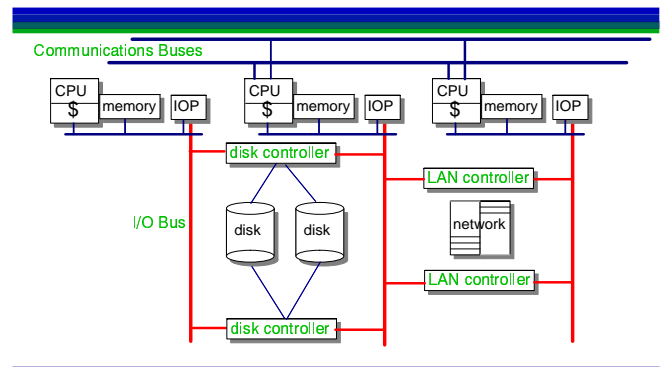 Communications Buses
CPU
$
memory
IOP
CPU
$
memory
IOP
CPU
$
memory
IOP
disk controller
LAN controller
I/O Bus
disk
disk
network
LAN controller
disk controller